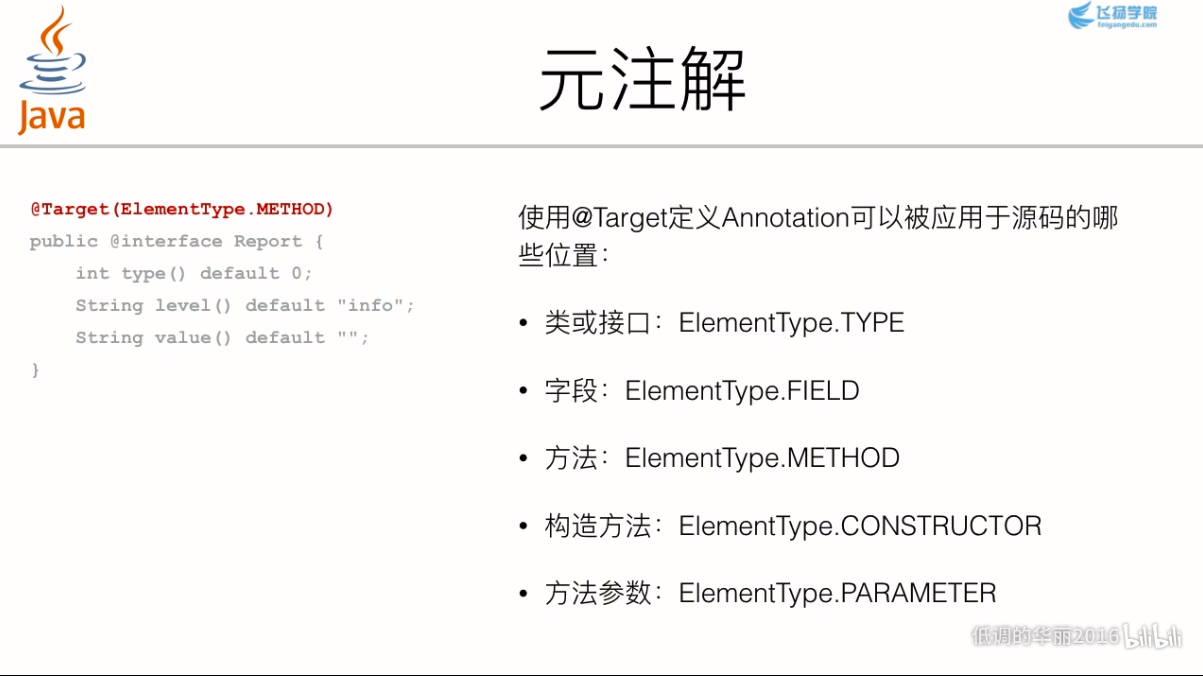 飞扬学院
feiyangedu.com
Java
元注解
@Target(ElementType.METHOD)
public @interface Report {
    int type() default 0;
    String level() default "info";
    String value() default "";
}
使用@Target定义Annotation可以被应用于源码的哪
些位置：
• 类或接口：ElementType.TYPE
• 字段：ElementType.FIELD
• 方法：ElementType.METHOD
• 构造方法：ElementType.CONSTRUCTOR
• 方法参数：ElementType.PARAMETER
低调的华丽2016 bilibili